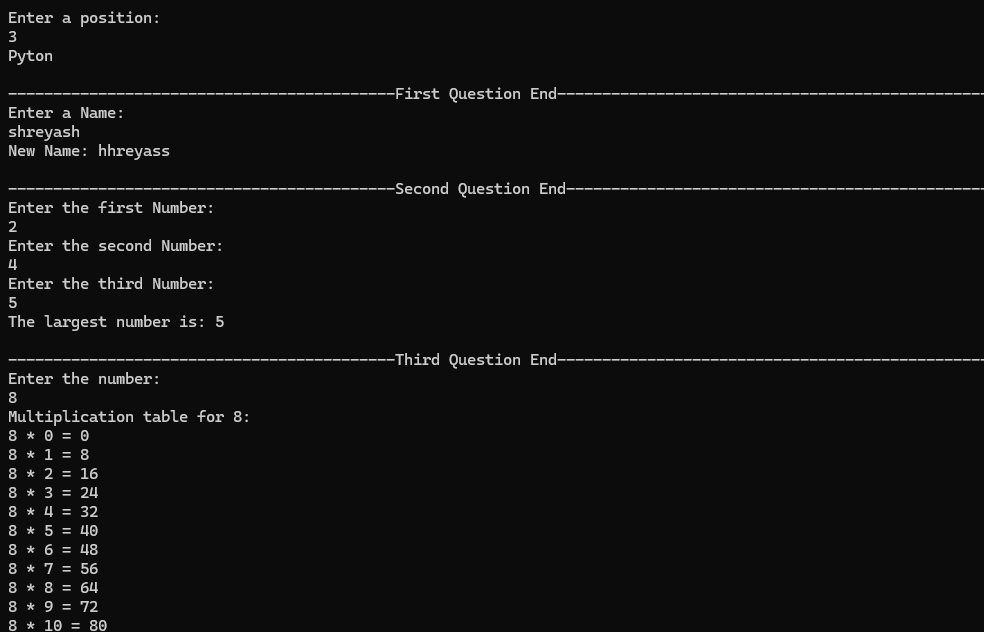 Enter a position:
3
Pyton
-------------------------------------------First Question End-----------------------------------------------
Enter a Name:
shreyash
New Name: hhreyass
-------------------------------------------Second Question End----------------------------------------------
Enter the first Number:
2
Enter the second Number:
4
Enter the third Number:
5
The largest number is: 5
-------------------------------------------Third Question End-----------------------------------------------
Enter the number:
8
Multiplication table for 8:
8 * 0 = 0
8 * 1 = 8
8 * 2 = 16
8 * 3 = 24
8 * 4 = 32
8 * 5 = 40
8 * 6 = 48
8 * 7 = 56
8 * 8 = 64
8 * 9 = 72
8 * 10 = 80